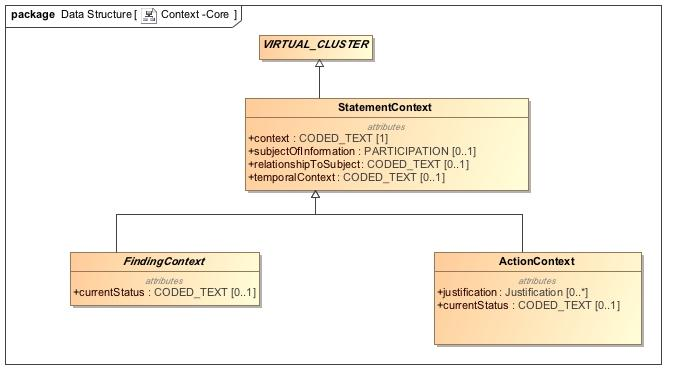 package Data Structure [ Context -Core ]
VIRTUAL_CLUSTER
StatementContext
attributes
+context : CODED_TEXT [1]
+subjectOfInformation : PARTICIPATION [0..1]
+relationshipToSubject: CODED_TEXT [0..1]
+temporalContext : CODED_TEXT [0..1]
FindingContext
attributes
+currentStatus : CODED_TEXT [0..1]
ActionContext
attributes
+justification : Justification [0..*]
+currentStatus : CODED_TEXT [0..1]